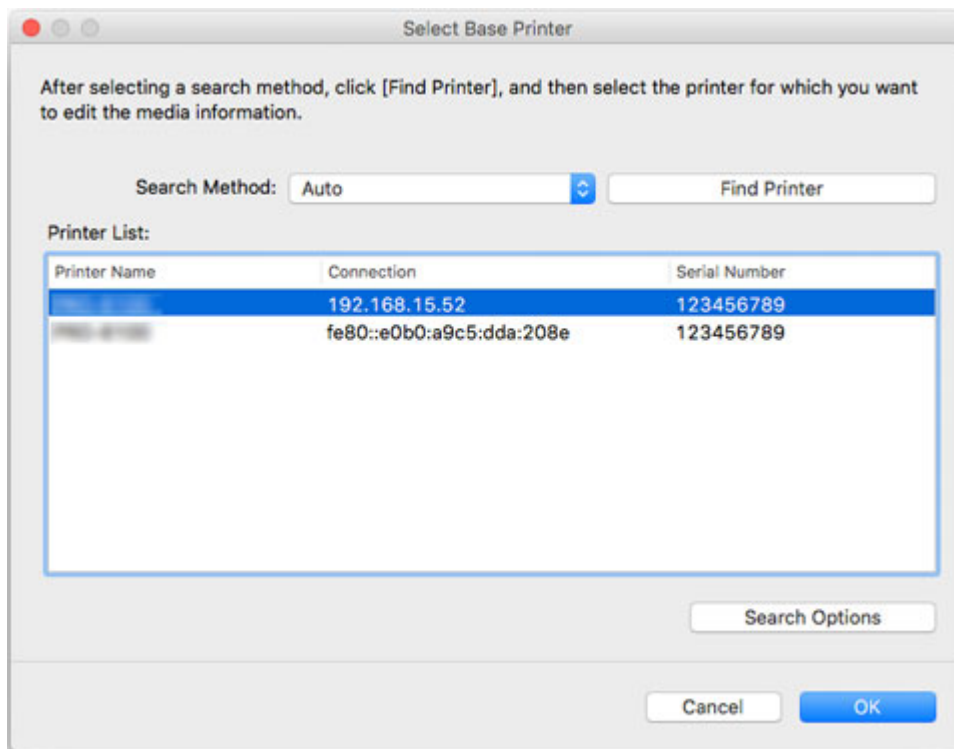 Select Base Printer
After selecting a search method, click [Find Printer], and then select the printer for which you want
to edit the media information.
Search Method: Auto Find Printer
Printer List:
Printer Name Connection Serial Number
192.168.15.52 123456789
fe80::e0b0:a9c5:dda:208e 123456789
Search Options
Cancel OK